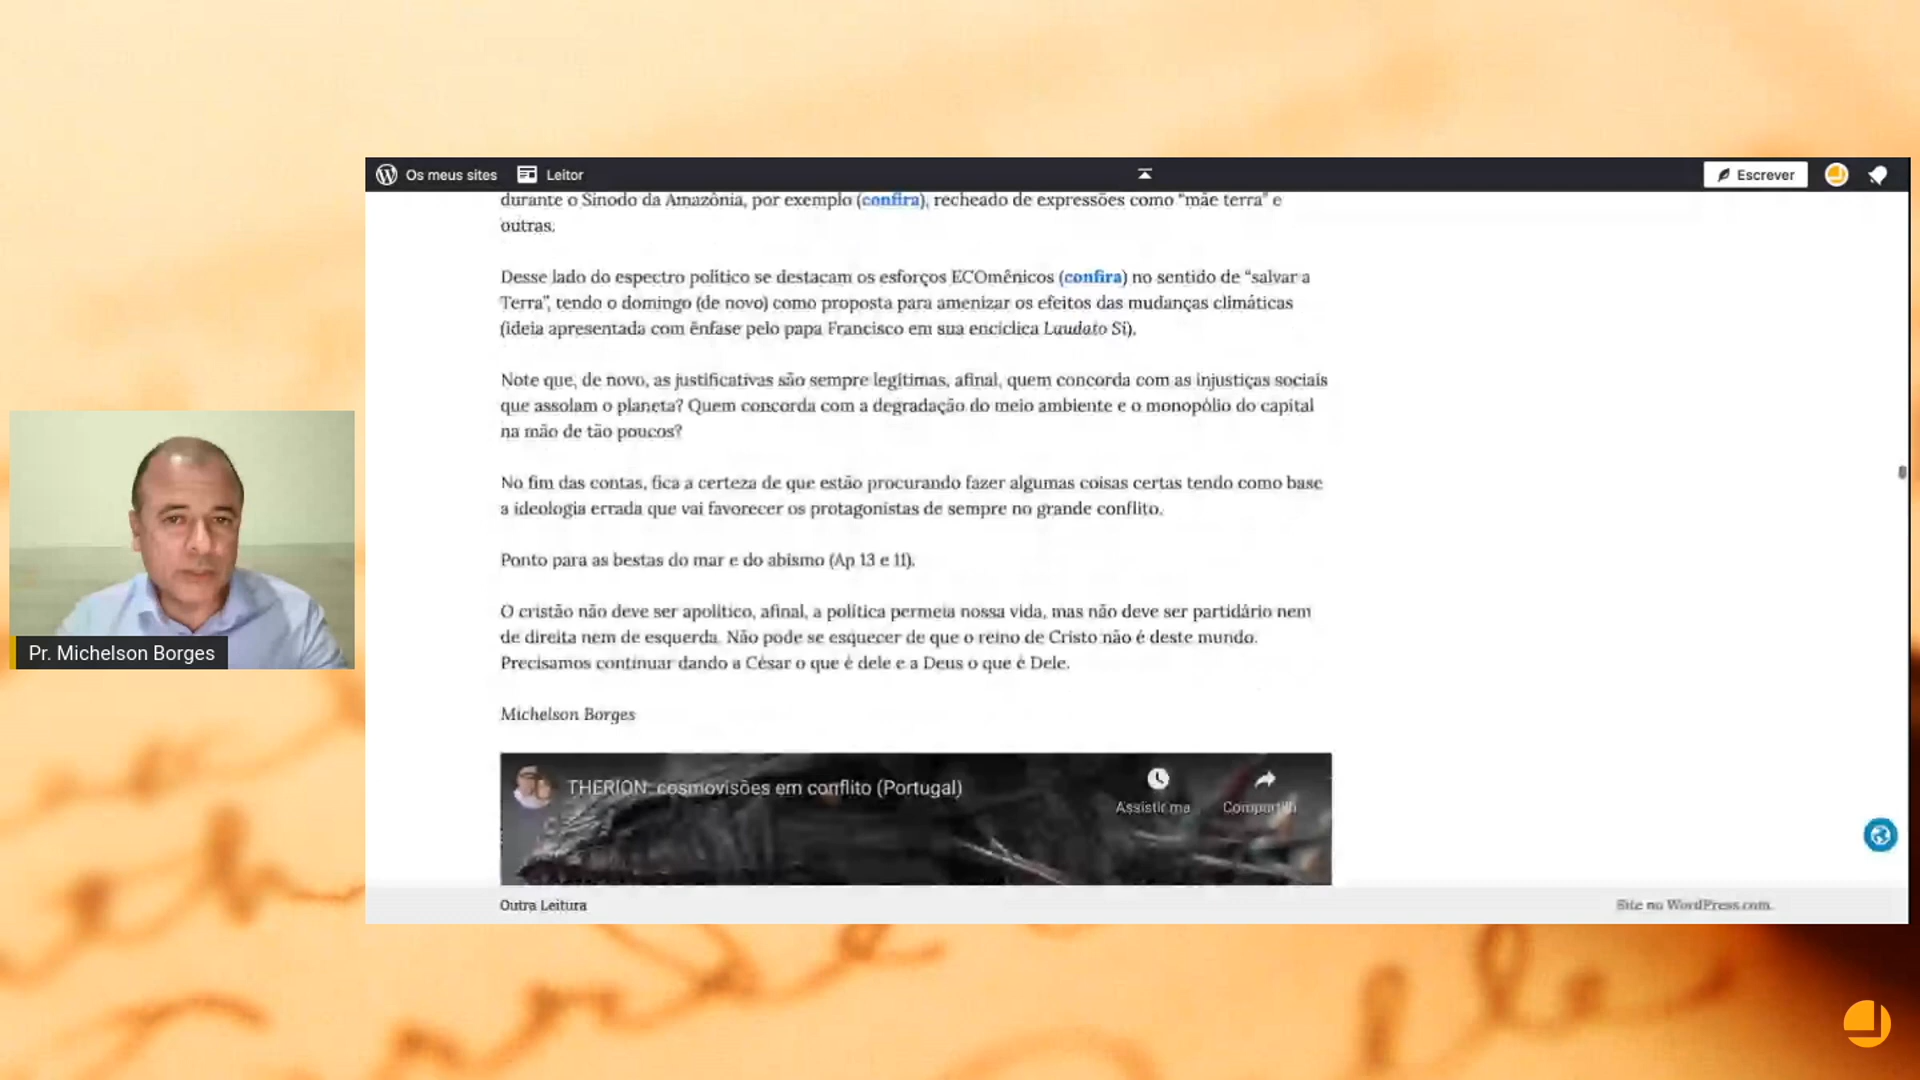 Os meus sites
Leitor
Escrever
durante o Sínodo da Amazônia, por exemplo (confira), recheado de expressões como "mãe terra" e
outras.
Desse lado do espectro político se destacam os esforços ECOmênicos (confira) no sentido de "salvar a
Terra", tendo o domingo (de novo) como proposta para amenizar os efeitos das mudanças climáticas
(ideia apresentada com ênfase pelo papa Francisco em sua encíclica Laudato Si).
Note que, de novo, as justificativas são sempre legítimas, afinal, quem concorda com as injustiças sociais
que assolam o planeta? Quem concorda com a degradação do meio ambiente e o monopólio do capital
na mão de tão poucos?
No fim das contas, fica a certeza de que estão procurando fazer algumas coisas certas tendo como base
a ideologia errada que vai favorecer os protagonistas de sempre no grande conflito.
Ponto para as bestas do mar e do abismo (Ap 13 e 11).
O cristão não deve ser apolítico, afinal, a política permeia nossa vida, mas não deve ser partidário nem
de direita nem de esquerda. Não pode se esquecer de que o reino de Cristo não é deste mundo.
Precisamos continuar dando a César o que é dele e a Deus o que é Dele.
Michelson Borges
THERION: cosmovisões em conflito (Portugal)
Assistir ma
Compartilh
Outra Leitura
Site no WordPress.com.
Pr. Michelson Borges